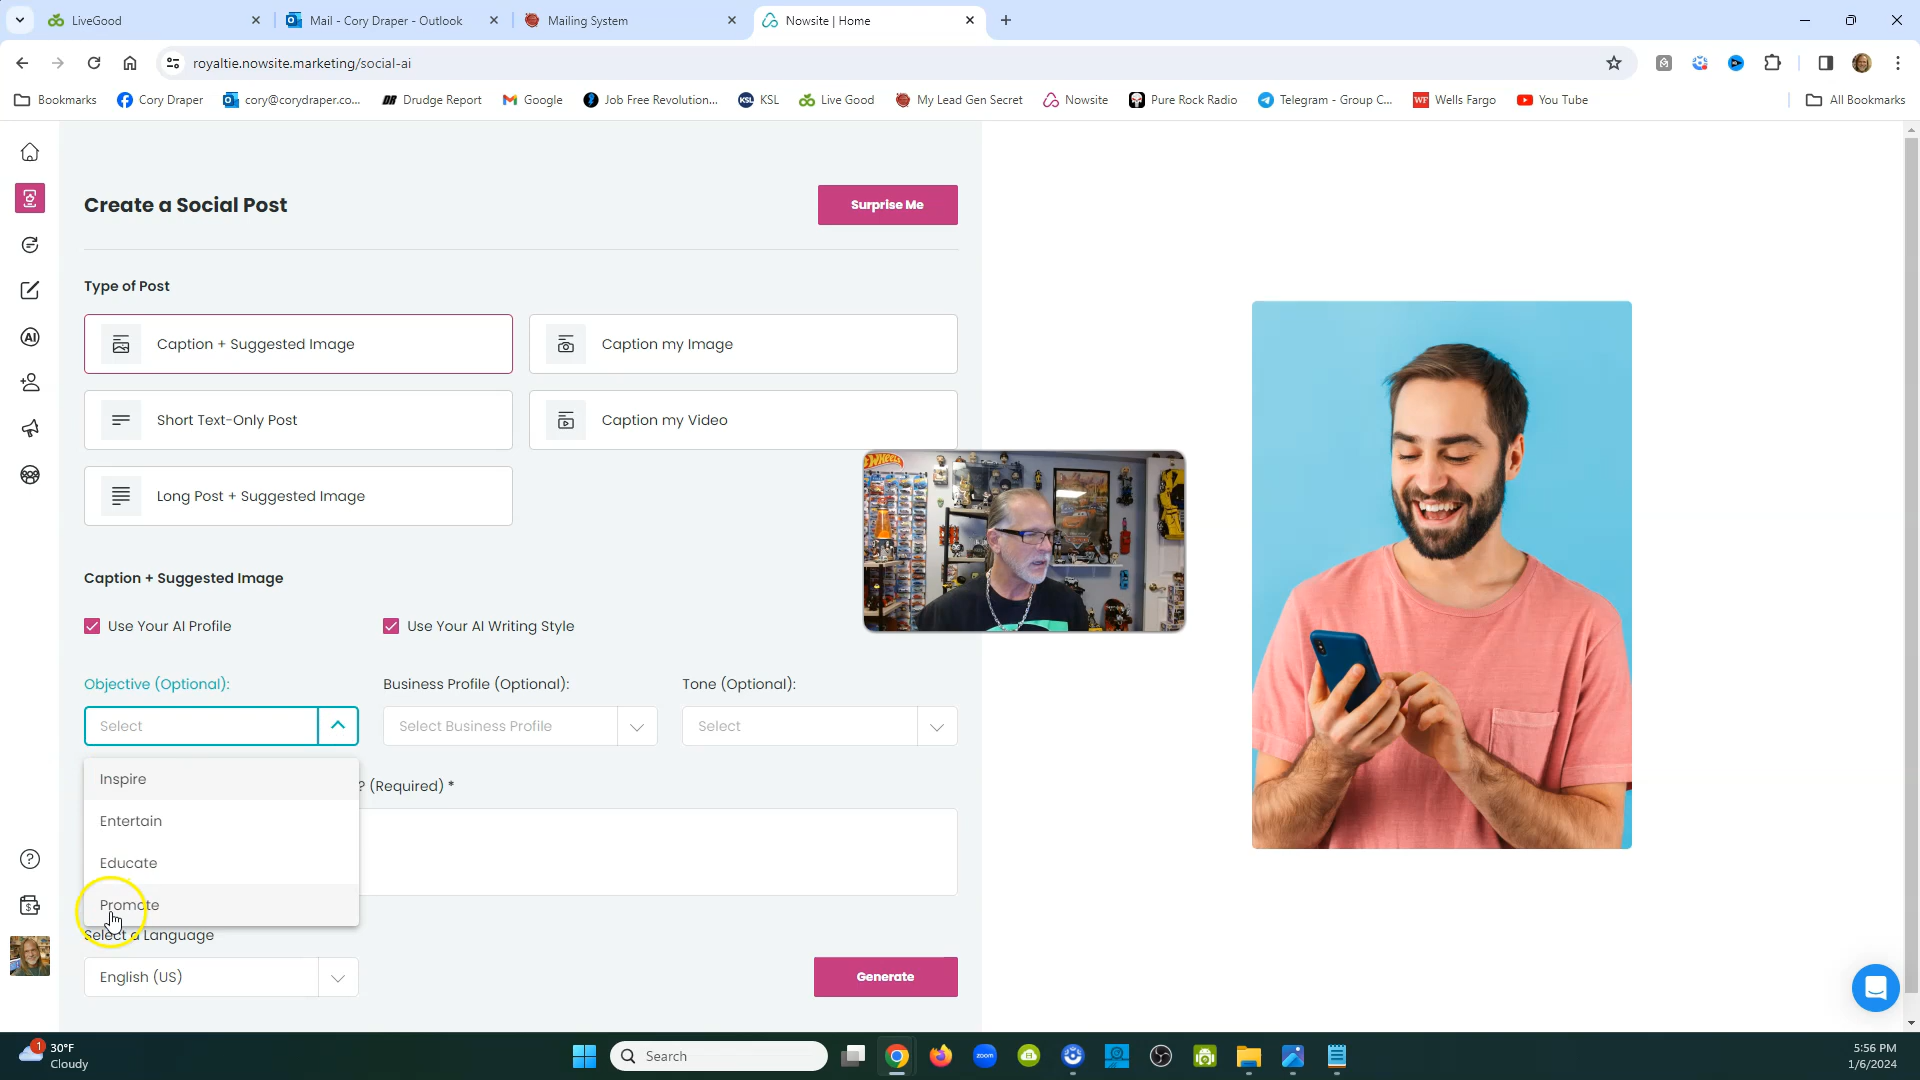 LiveGood
Mail - Cory Draper - Outlook
Mailing System
Nowsite | Home
royaltie.nowsite.marketing/social-ai
Bookmarks
Cory Draper
cory@corydraper.co...
Drudge Report
Google
Job Free Revolution...
KSL
Live Good
My Lead Gen Secret
Nowsite
Pure Rock Radio
Telegram - Group C...
Wells Fargo
You Tube
All Bookmarks
Create a Social Post
Surprise Me
Type of Post
Caption + Suggested Image
Caption my Image
Short Text-Only Post
Caption my Video
Long Post + Suggested Image
Caption + Suggested Image
Use Your AI Profile
Use Your AI Writing Style
Objective (Optional):
Business Profile (Optional):
Tone (Optional):
Select
Select Business Profile
Select
Inspire
? (Required) *
Entertain
Educate
Promote
Select a Language
English (US)
Generate
AI
1
30°F
Cloudy
Search
zoom
5:56 PM
1/6/2024